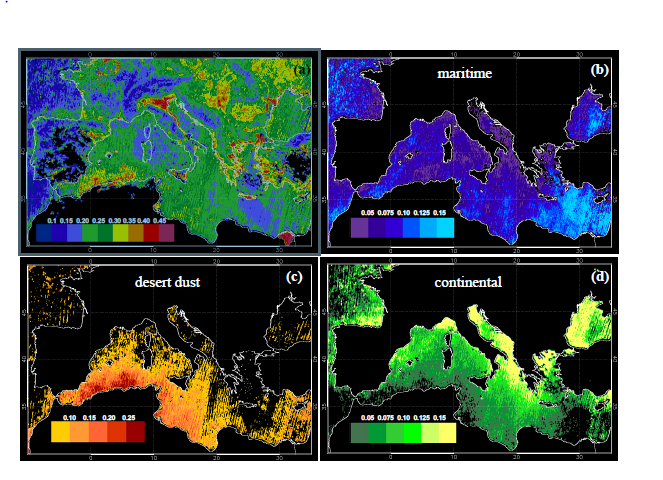 (a)
0.1 0.15 0.20 0.25 0.30 0.35 0.40 0.45
maritime
(b)
0.05 0.075 0.10 0.125 0.15
desert dust
(c)
0.10 0.15 0.20 0.25
continental
(d)
0.05 0.075 0.10 0.125 0.15